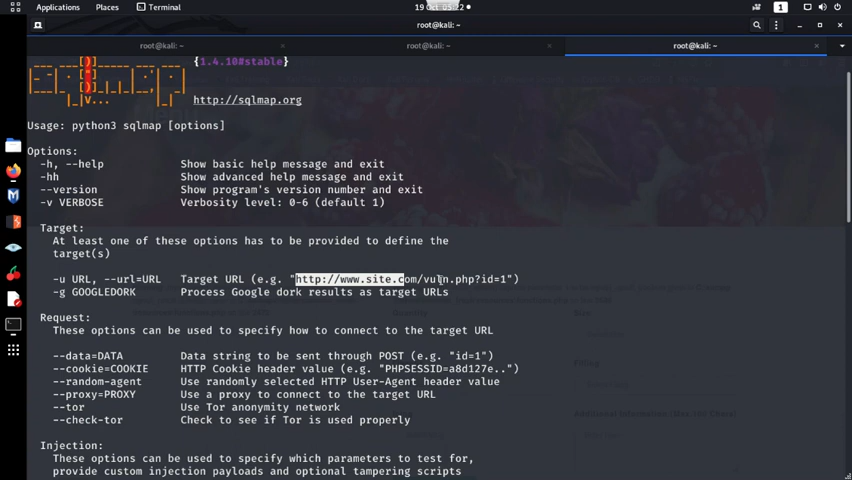 Applications Places Terminal 19 Oct 05:22 1
root@kali: ~
root@kali: ~ root@kali: ~ root@kali: ~
{1.4.10#stable}
http://sqlmap.org
Usage: python3 sqlmap [options]
Options:
-h, --help Show basic help message and exit
-hh Show advanced help message and exit
--version Show program's version number and exit
-v VERBOSE Verbosity level: 0-6 (default 1)
Target:
At least one of these options has to be provided to define the
target(s)
-u URL, --url=URL Target URL (e.g. "http://www.site.com/vuln.php?id=1")
-g GOOGLEDORK Process Google dork results as target URLs
Request:
These options can be used to specify how to connect to the target URL
--data=DATA Data string to be sent through POST (e.g. "id=1")
--cookie=COOKIE HTTP Cookie header value (e.g. "PHPSESSID=a8d127e..")
--random-agent Use randomly selected HTTP User-Agent header value
--proxy=PROXY Use a proxy to connect to the target URL
--tor Use Tor anonymity network
--check-tor Check to see if Tor is used properly
Injection:
These options can be used to specify which parameters to test for,
provide custom injection payloads and optional tampering scripts